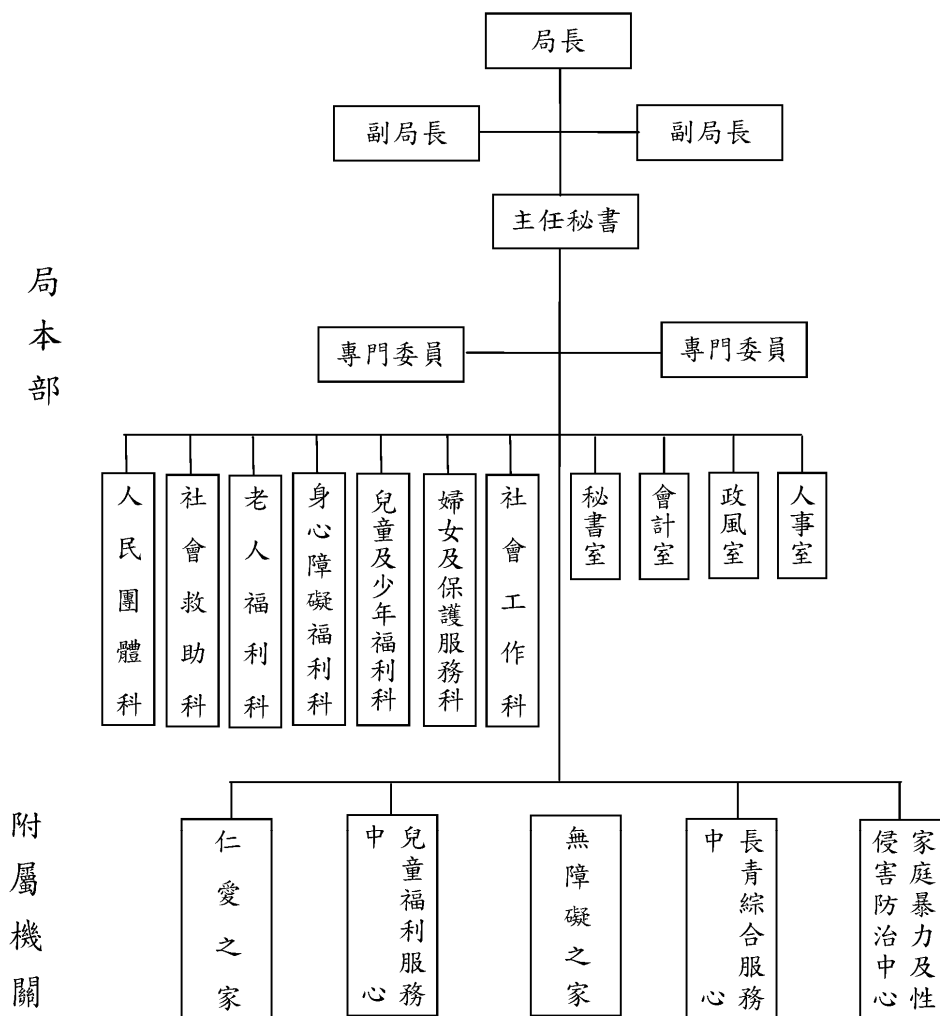 局長
副局長
副局長
主任秘書
局本部
專門委員
專門委員
人民團體科
社會救助科
老人福利科
身心障礙福利科
兒童及少年福利科
婦女及保護服務科
社會工作科
秘書室
會計室
政風室
人事室
附屬機關
仁愛之家
兒童福利服務
中心
無障礙之家
長青綜合服務
中心
家庭暴力及性
侵害防治中心